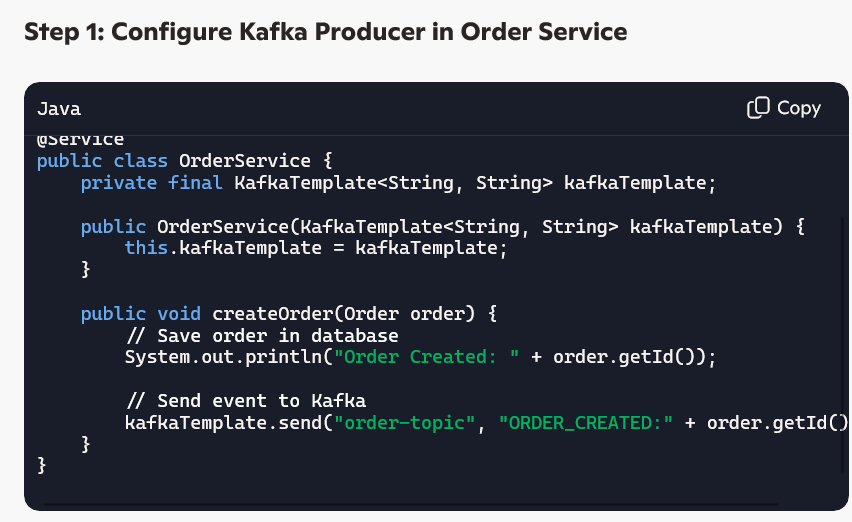 Step 1: Configure Kafka Producer in Order Service
Java
Copy
@Service
public class OrderService {
    private final KafkaTemplate<String, String> kafkaTemplate;
    public OrderService(KafkaTemplate<String, String> kafkaTemplate) {
        this.kafkaTemplate = kafkaTemplate;
    }
    public void createOrder(Order order) {
        // Save order in database
        System.out.println("Order Created: " + order.getId());
        // Send event to Kafka
        kafkaTemplate.send("order-topic", "ORDER_CREATED:" + order.getId()
    }
}